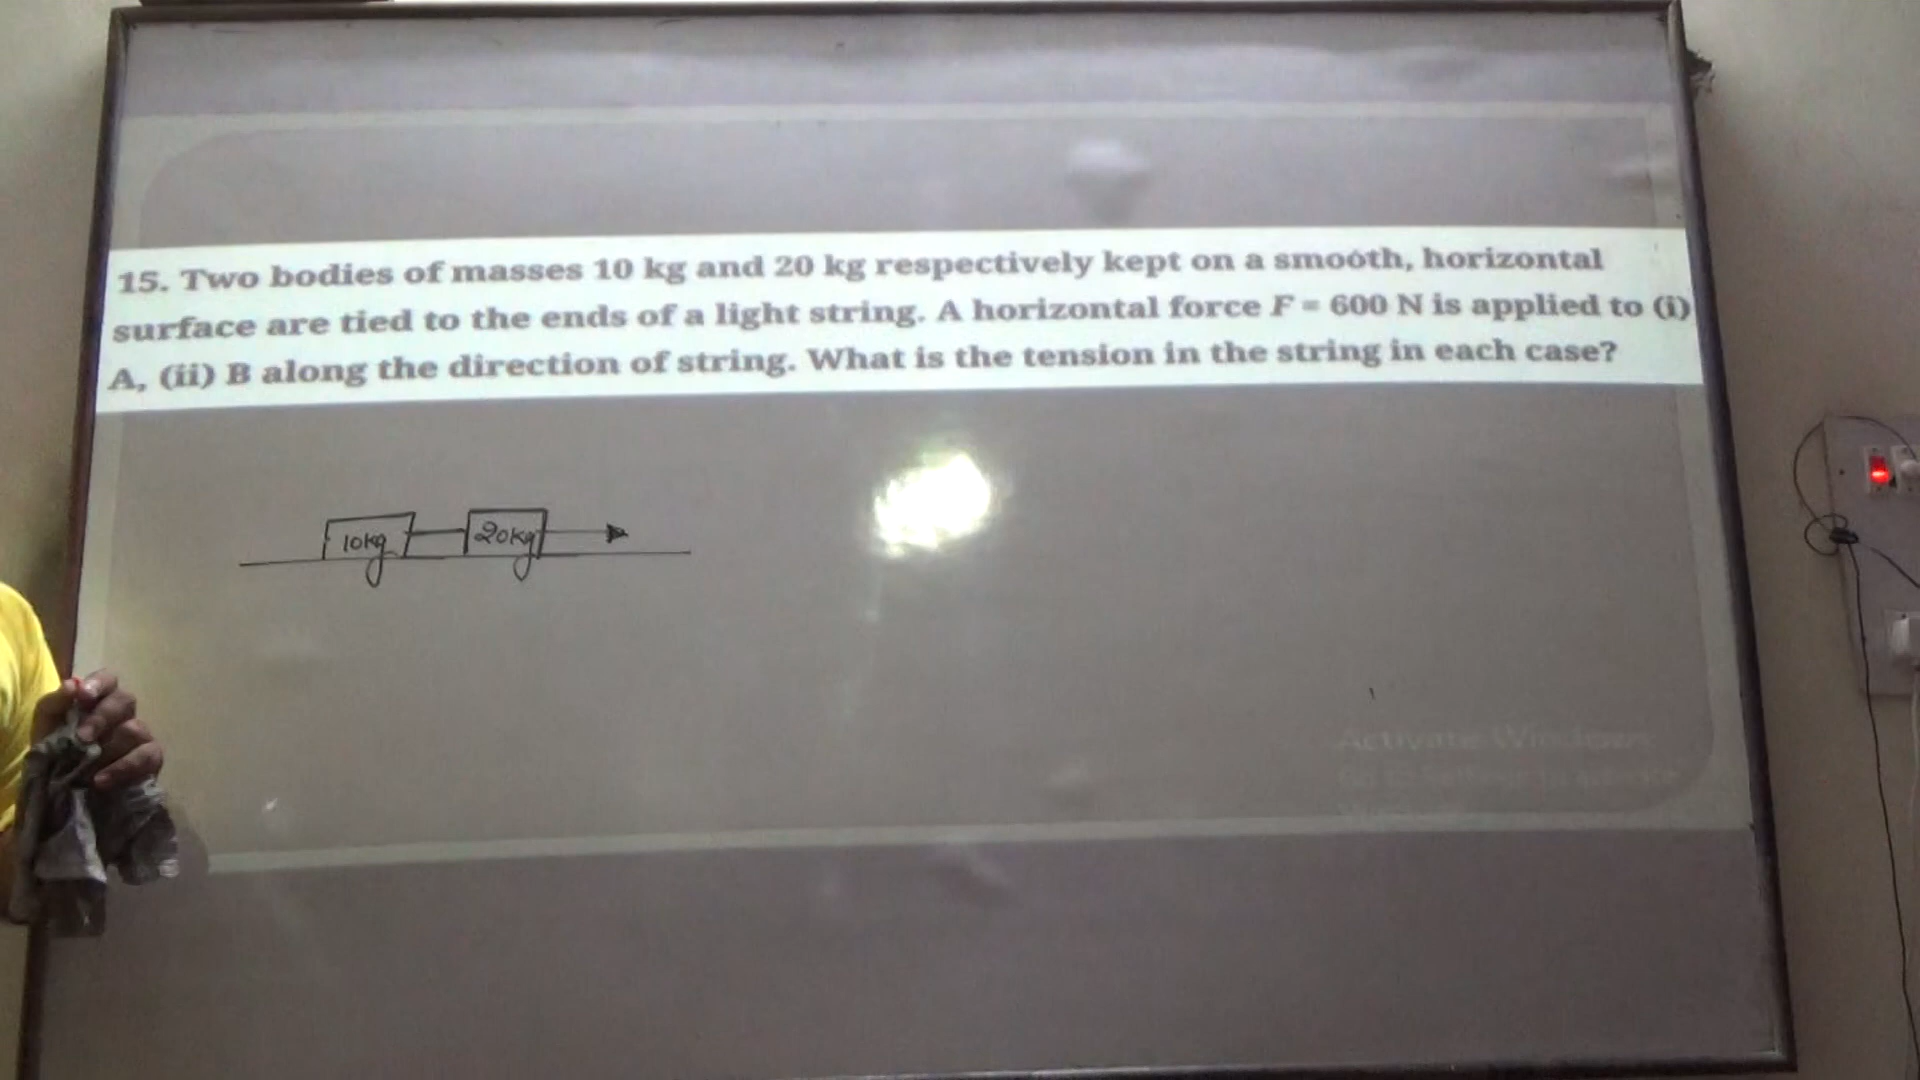 15. Two bodies of masses 10 kg and 20 kg respectively kept on a smooth, horizontal
surface are tied to the ends of a light string. A horizontal force F = 600 N is applied to (i)
A, (ii) B along the direction of string. What is the tension in the string in each case?
10kg 20kg
Activate Windows